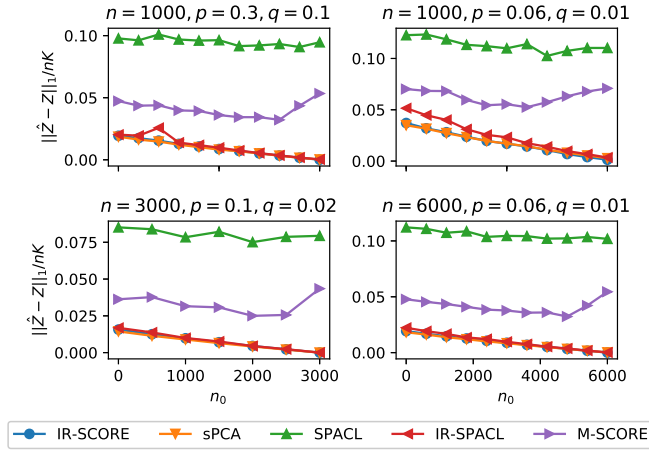 n = 1000, p = 0.3, q = 0.1
n = 1000, p = 0.06, q = 0.01
||Ẑ − Z||₁/nK
0.10
0.05
0.00
0.10
0.05
0.00
n = 3000, p = 0.1, q = 0.02
n = 6000, p = 0.06, q = 0.01
||Ẑ − Z||₁/nK
0.075
0.050
0.025
0.000
0.10
0.05
0.00
0 1000 2000 3000
0 2000 4000 6000
n₀
n₀
IR-SCORE sPCA SPACL IR-SPACL M-SCORE